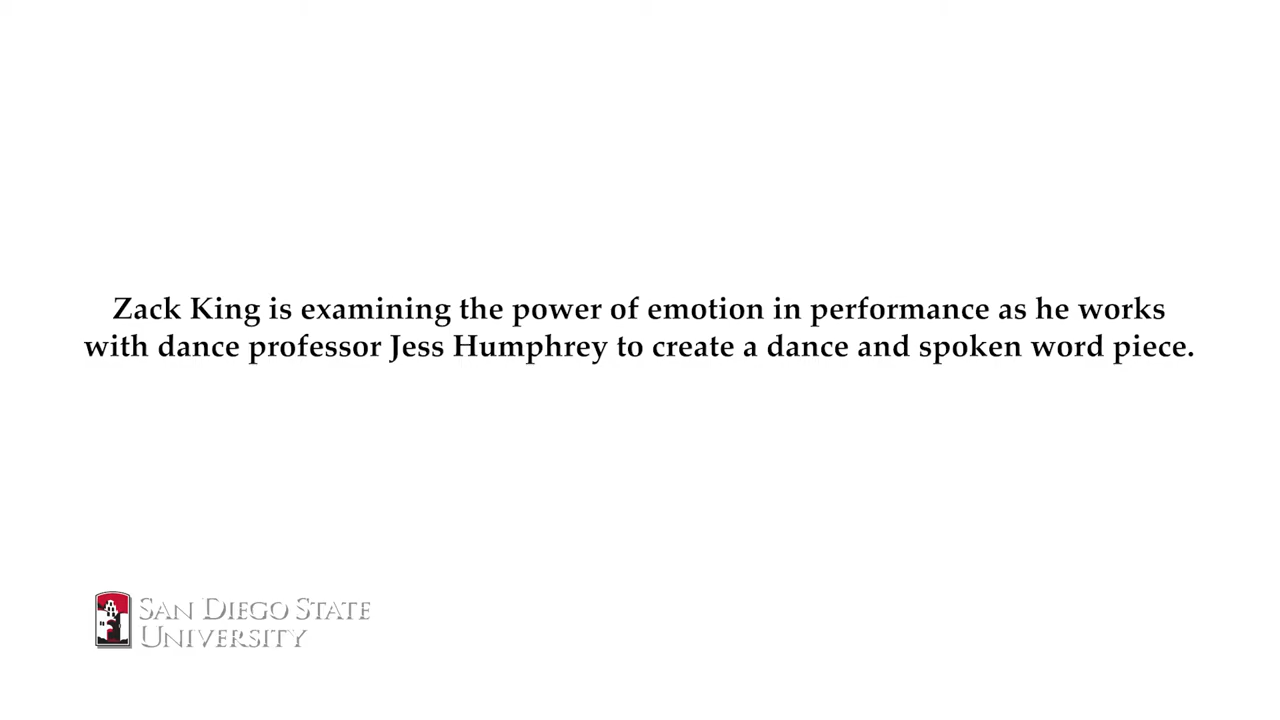 Zack King is examining the power of emotion in performance as he works
with dance professor Jess Humphrey to create a dance and spoken word piece.
SAN DIEGO STATE
UNIVERSITY